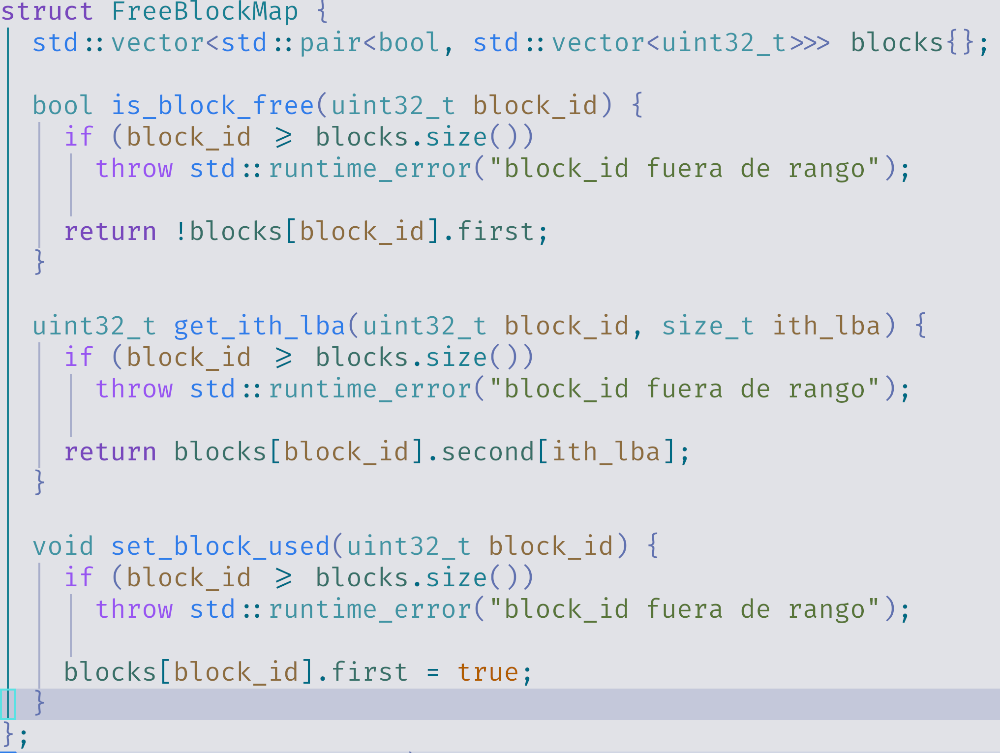 struct FreeBlockMap {
std::vector<std::pair<bool, std::vector<uint32_t>>> blocks{};
bool is_block_free(uint32_t block_id) {
if (block_id >= blocks.size())
throw std::runtime_error("block_id fuera de rango");
return !blocks[block_id].first;
}
uint32_t get_ith_lba(uint32_t block_id, size_t ith_lba) {
if (block_id >= blocks.size())
throw std::runtime_error("block_id fuera de rango");
return blocks[block_id].second[ith_lba];
}
void set_block_used(uint32_t block_id) {
if (block_id >= blocks.size())
throw std::runtime_error("block_id fuera de rango");
blocks[block_id].first = true;
}
};